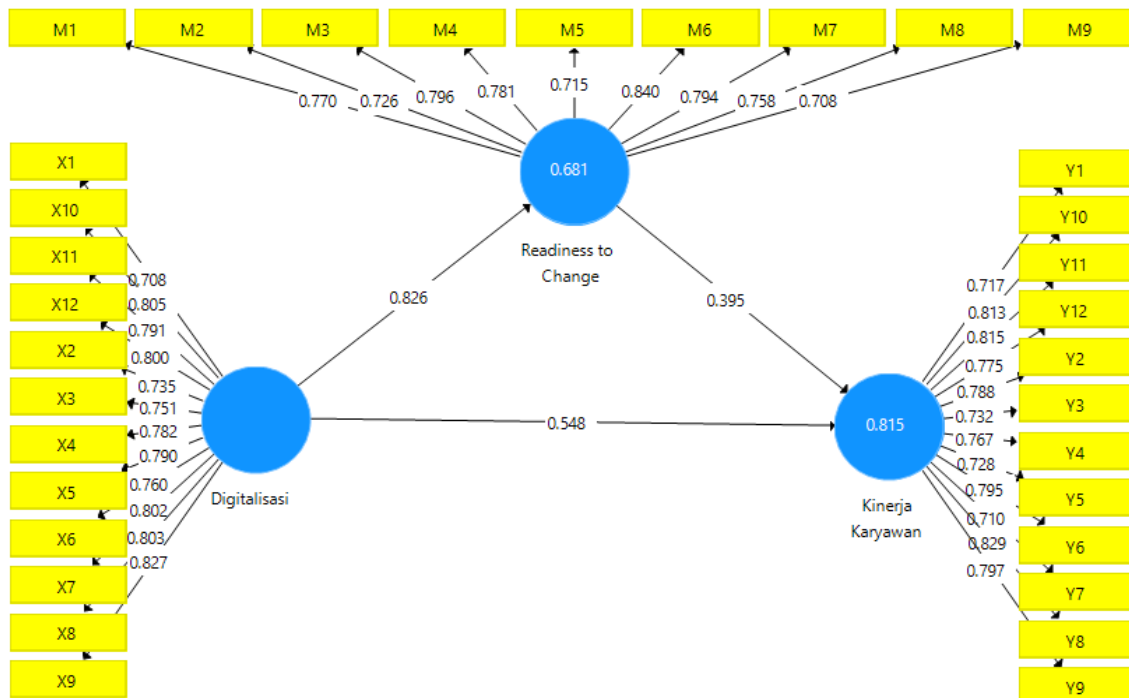 M1 M2 M3 M4 M5 M6 M7 M8 M9
0.770 0.726 0.796 0.781 0.715 0.840 0.794 0.758 0.708
0.681
Readiness to
Change
X1
X10
X11
X12
X2
X3
X4
X5
X6
X7
X8
X9
0.708
0.805
0.791
0.800
0.735
0.751
0.782
0.790
0.760
0.802
0.803
0.827
Digitalisasi
0.826
0.395
0.548
0.815
Kinerja
Karyawan
0.717
0.813
0.815
0.775
0.788
0.732
0.767
0.728
0.795
0.710
0.829
0.797
Y1
Y10
Y11
Y12
Y2
Y3
Y4
Y5
Y6
Y7
Y8
Y9